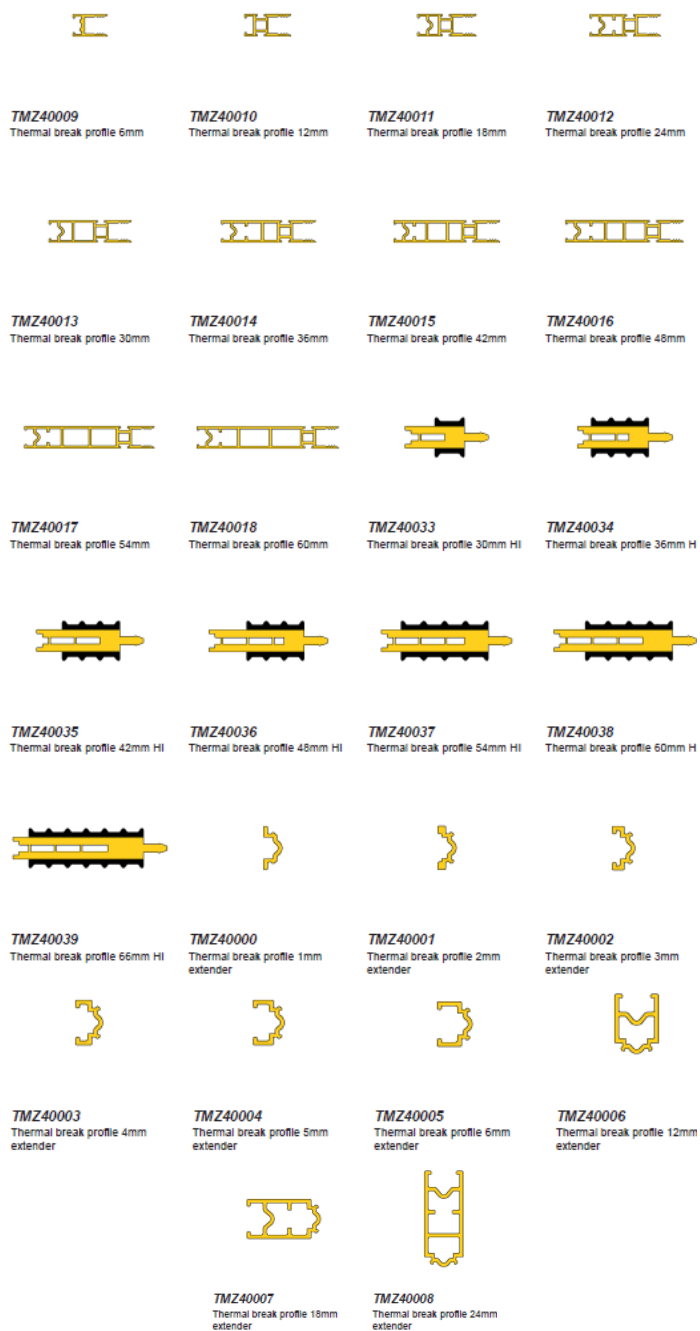 TMZ40009 TMZ40010 TMZ40011 TMZ40012
Thermal break profile 6mm Thermal break profile 12mm Thermal break profile 18mm Thermal break profile 24mm
TMZ40013 TMZ40014 TMZ40015 TMZ40016
Thermal break profile 30mm Thermal break profile 36mm Thermal break profile 42mm Thermal break profile 48mm
TMZ40017 TMZ40018 TMZ40033 TMZ40034
Thermal break profile 54mm Thermal break profile 60mm Thermal break profile 30mm HI Thermal break profile 36mm H
TMZ40035 TMZ40036 TMZ40037 TMZ40038
Thermal break profile 42mm HI Thermal break profile 48mm HI Thermal break profile 54mm HI Thermal break profile 60mm H
TMZ40039 TMZ40000 TMZ40001 TMZ40002
Thermal break profile 66mm HI Thermal break profile 1mm Thermal break profile 2mm Thermal break profile 3mm
extender extender extender
TMZ40003 TMZ40004 TMZ40005 TMZ40006
Thermal break profile 4mm Thermal break profile 5mm Thermal break profile 6mm Thermal break profile 12mm
extender extender extender extender
TMZ40007 TMZ40008
Thermal break profile 18mm Thermal break profile 24mm
extender extender